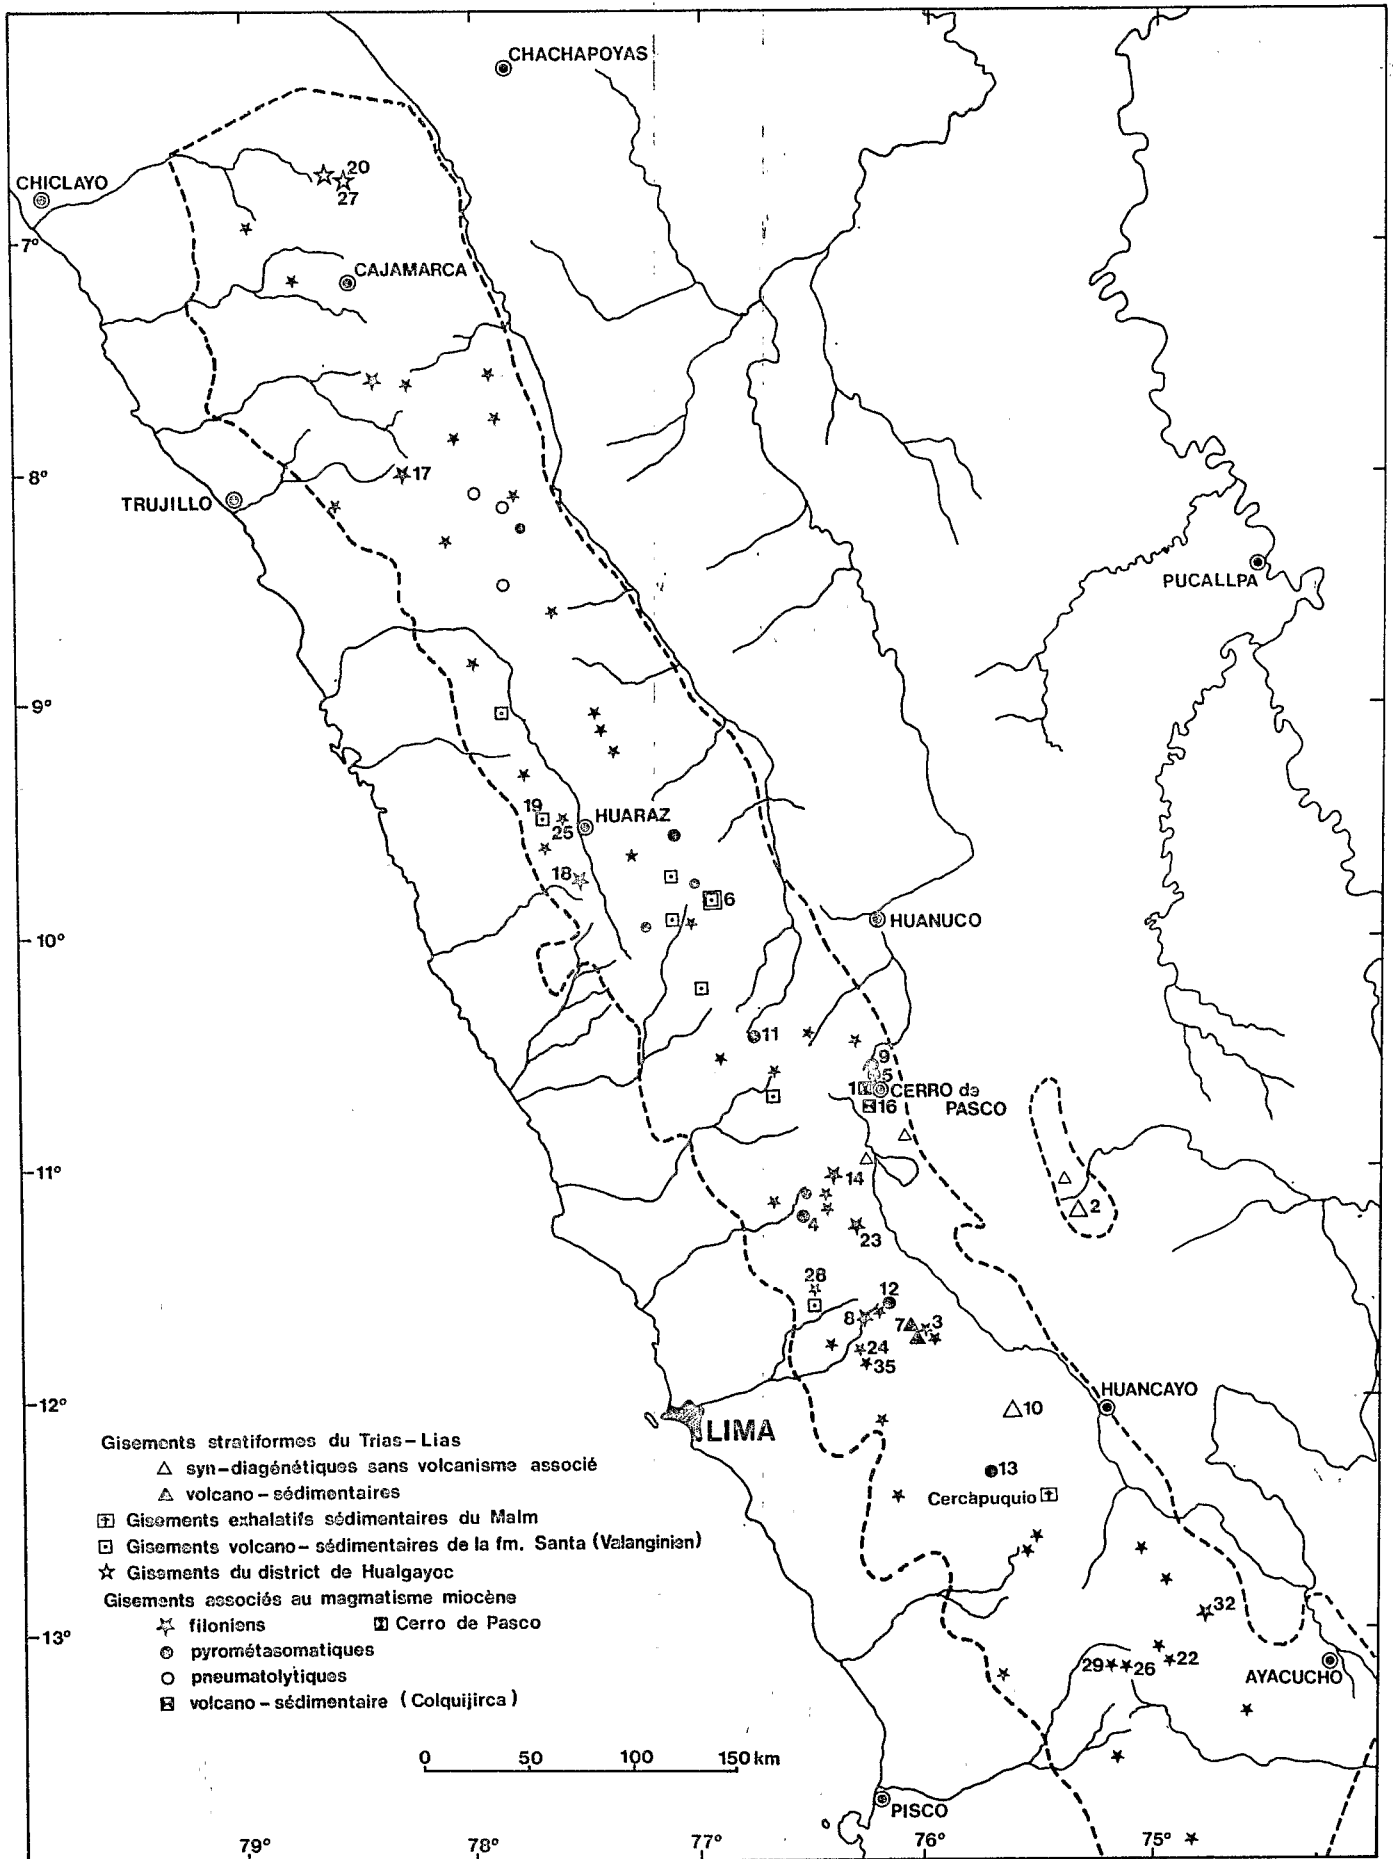 CHACHAPOYAS
20
27
CHICLAYO
7°
CAJAMARCA
17
8°
TRUJILLO
PUCALLPA
9°
19
25
HUARAZ
18
6
HUANUCO
10°
11
9
5
1
CERRO de
PASCO
16
11°
14
2
4
23
28
12
8
7
3
24
35
12°
LIMA
HUANCAYO
10
13
Cercapuquio
Gisements stratiformes du Trias-Lias
syn-diagénétiques sans volcanisme associé
volcano-sédimentaires
Gisements exhalatifs sédimentaires du Malm
Gisements volcano-sédimentaires de la fm. Santa (Valanginien)
Gisements du district de Hualgayoc
Gisements associés au magmatisme miocène
filoniens
Cerro de Pasco
pyrométasomatiques
pneumatolytiques
volcano-sédimentaire (Colquijirca)
32
13°
29
26
22
AYACUCHO
0 50 100 150 km
PISCO
79° 78° 77° 76° 75°